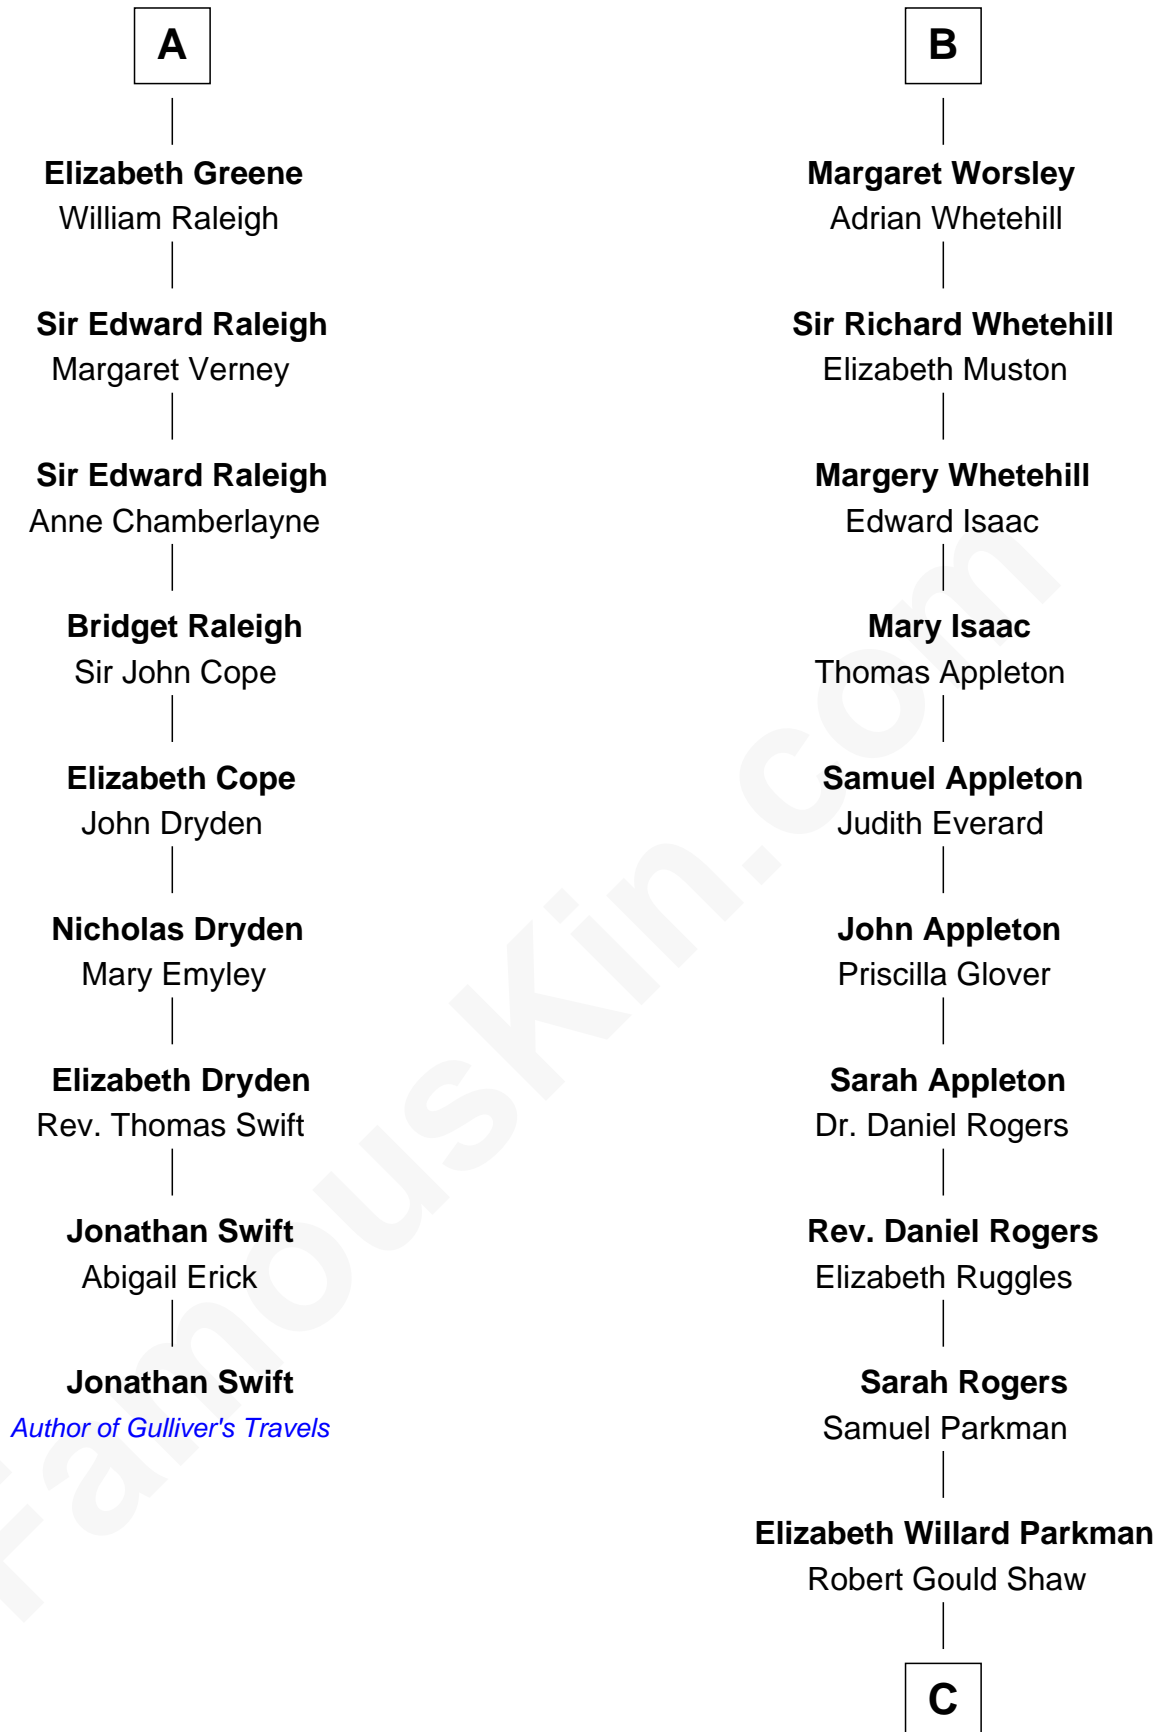 A
Elizabeth Greene
William Raleigh
Sir Edward Raleigh
Margaret Verney
Sir Edward Raleigh
Anne Chamberlayne
Bridget Raleigh
Sir John Cope
Elizabeth Cope
John Dryden
Nicholas Dryden
Mary Emyley
Elizabeth Dryden
Rev. Thomas Swift
Jonathan Swift
Abigail Erick
Jonathan Swift
Author of Gulliver's Travels
B
Margaret Worsley
Adrian Whetehill
Sir Richard Whetehill
Elizabeth Muston
Margery Whetehill
Edward Isaac
Mary Isaac
Thomas Appleton
Samuel Appleton
Judith Everard
John Appleton
Priscilla Glover
Sarah Appleton
Dr. Daniel Rogers
Rev. Daniel Rogers
Elizabeth Ruggles
Sarah Rogers
Samuel Parkman
Elizabeth Willard Parkman
Robert Gould Shaw
C
FamousKin.com